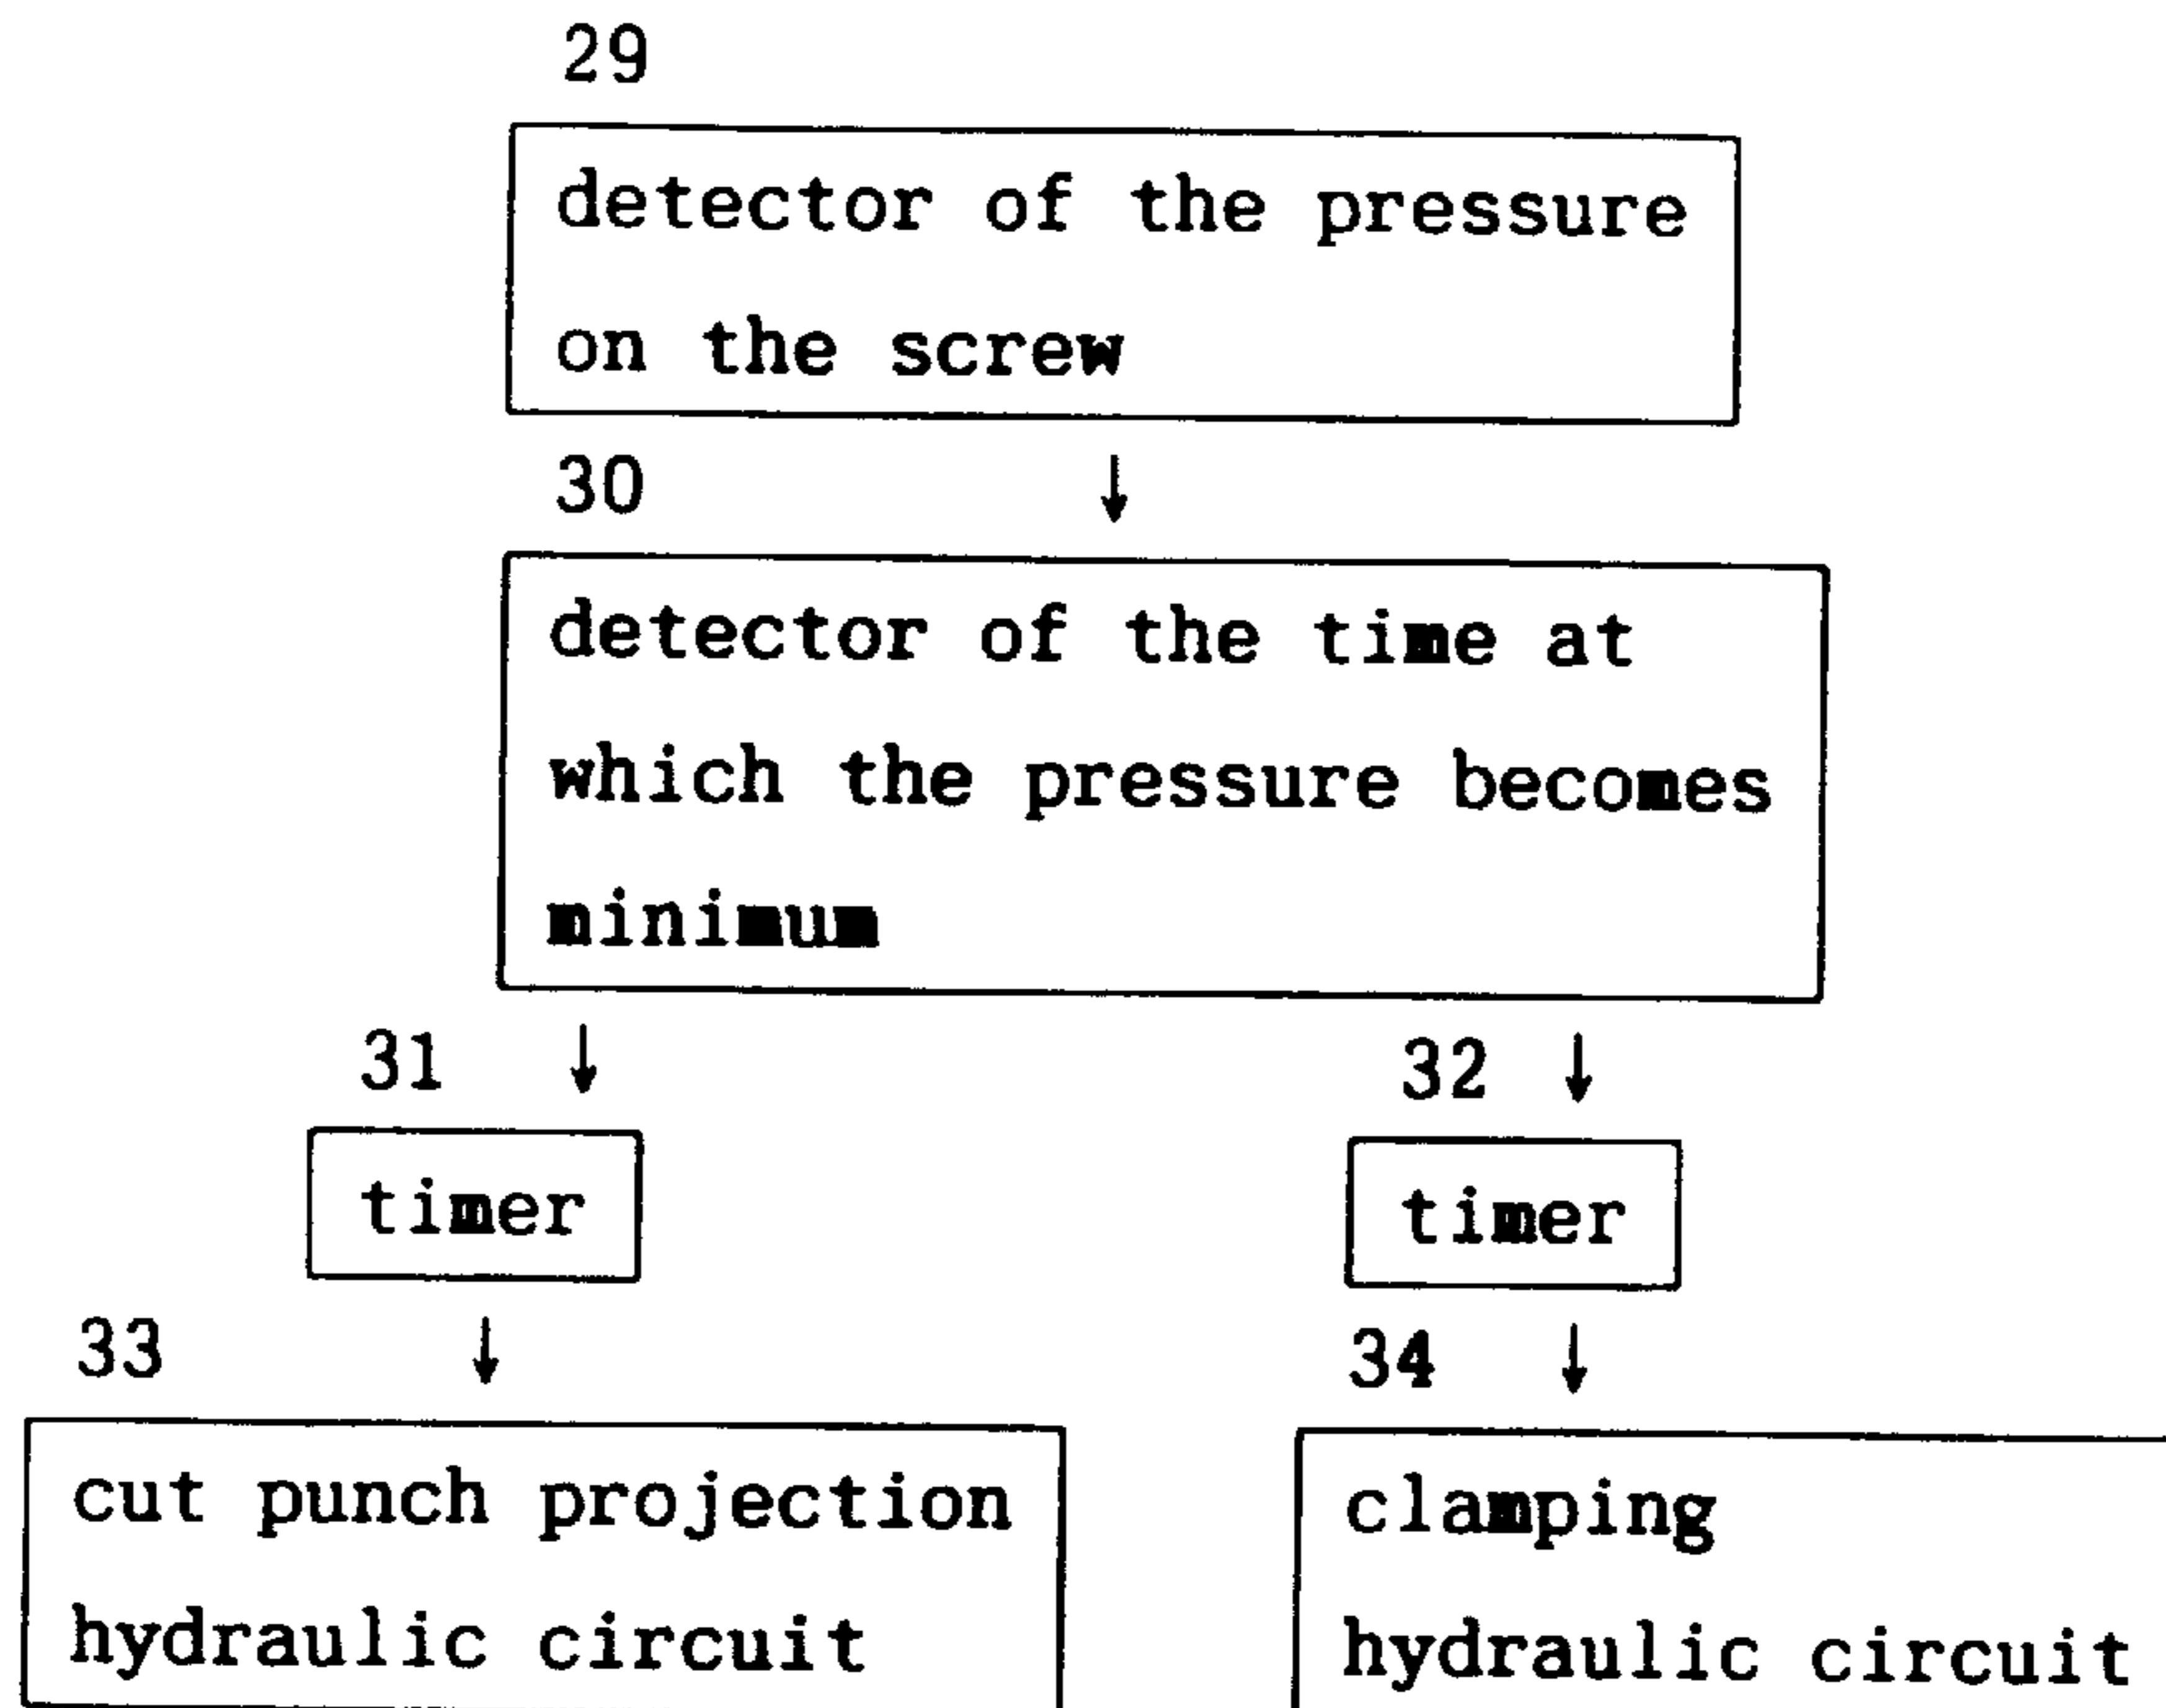 29
detector of the pressure
on the screw
30
detector of the time at
which the pressure becomes
minimum
31
32
timer
timer
33
34
cut punch projection
hydraulic circuit
clamping
hydraulic circuit